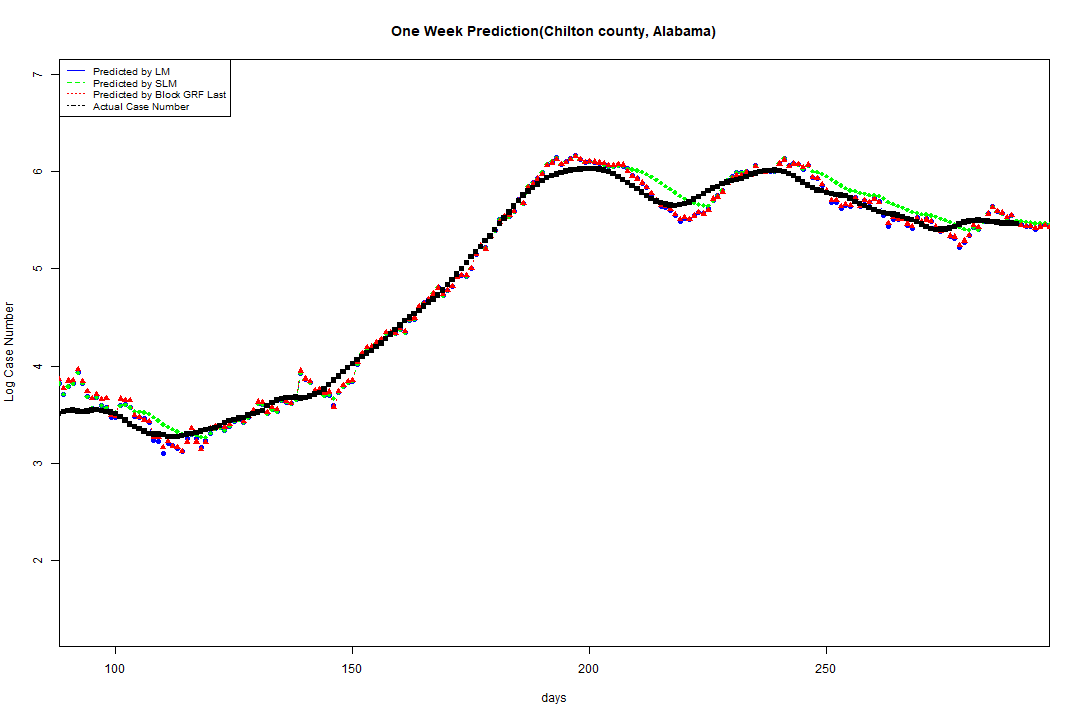 One Week Prediction(Chilton county, Alabama)
Predicted by LM
Predicted by SLM
Predicted by Block GRF Last
Actual Case Number
7
6
5
4
3
2
Log Case Number
100 150 200 250
days